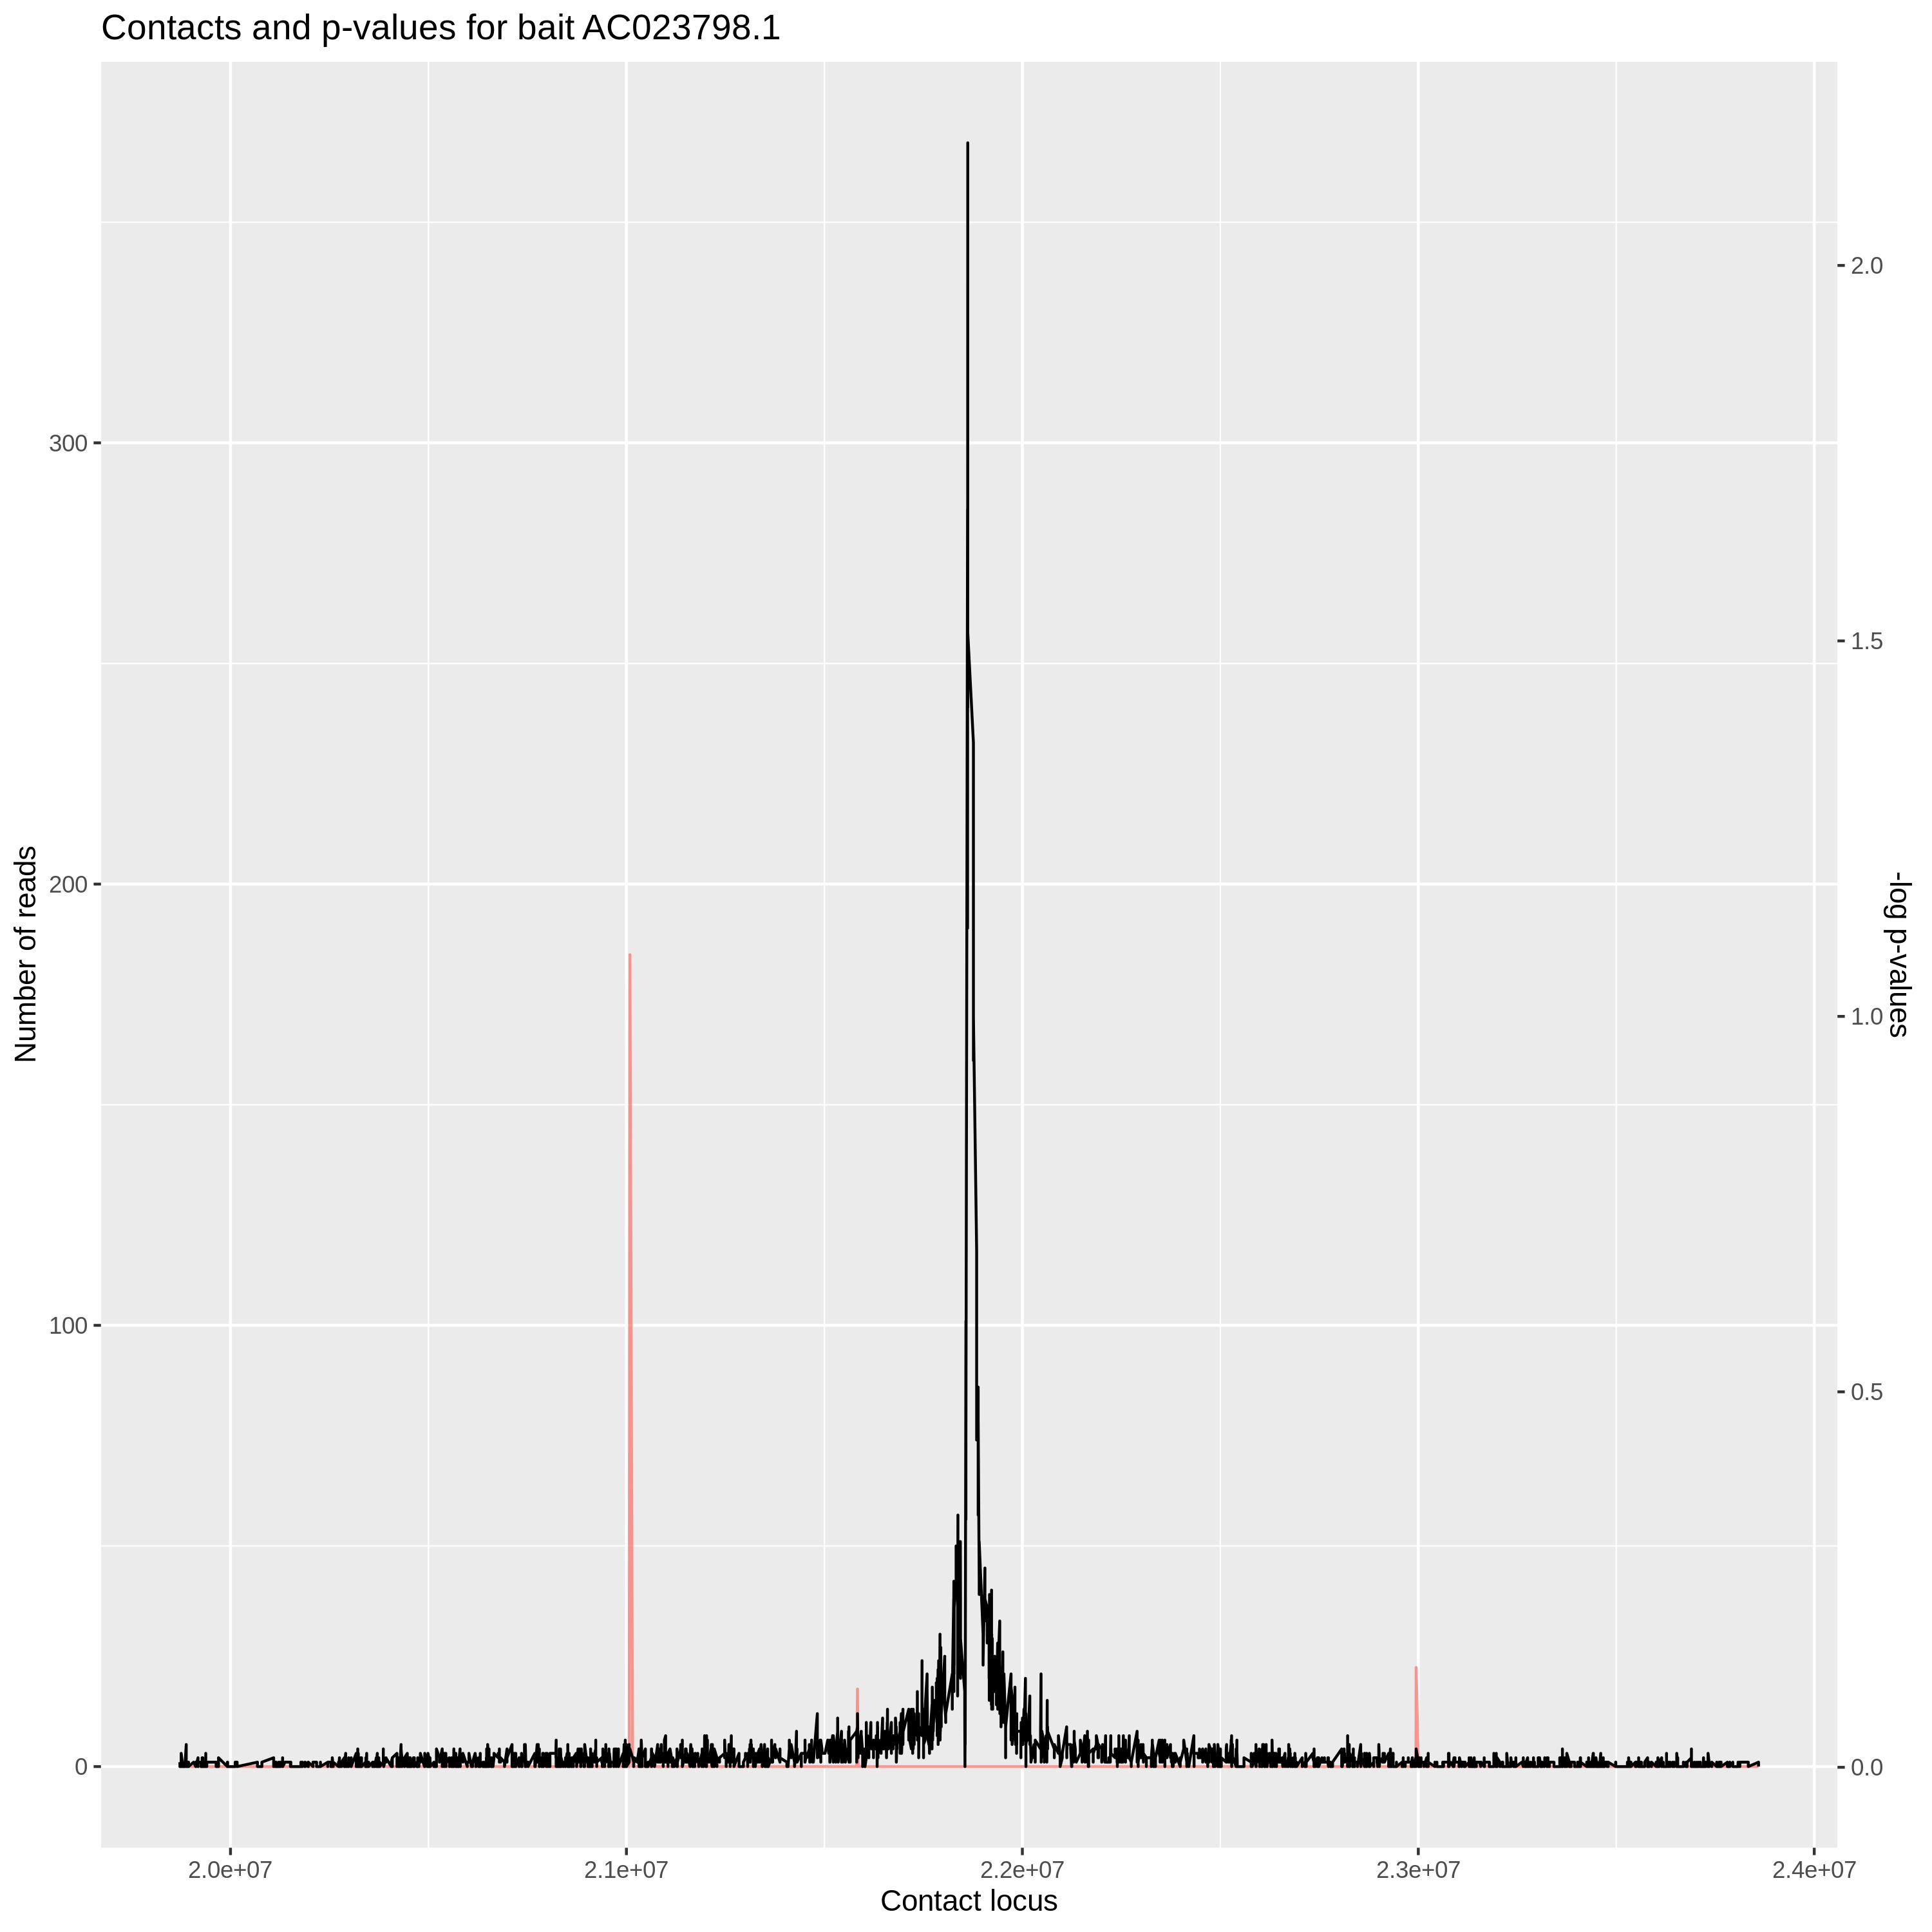 Contacts and p-values for bait AC023798.1
Number of reads
300
200
100
0
2.0
1.5
1.0
0.5
0.0
-log p-values
2.0e+07
2.1e+07
2.2e+07
2.3e+07
2.4e+07
Contact locus